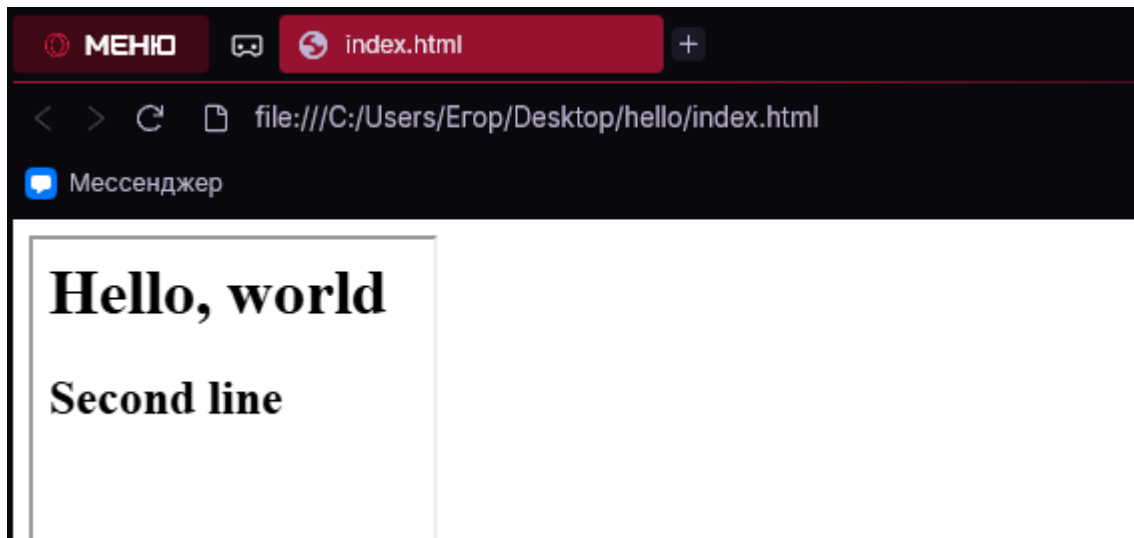 МЕНЮ index.html
file:///C:/Users/Егор/Desktop/hello/index.html
Мессенджер
Hello, world
Second line